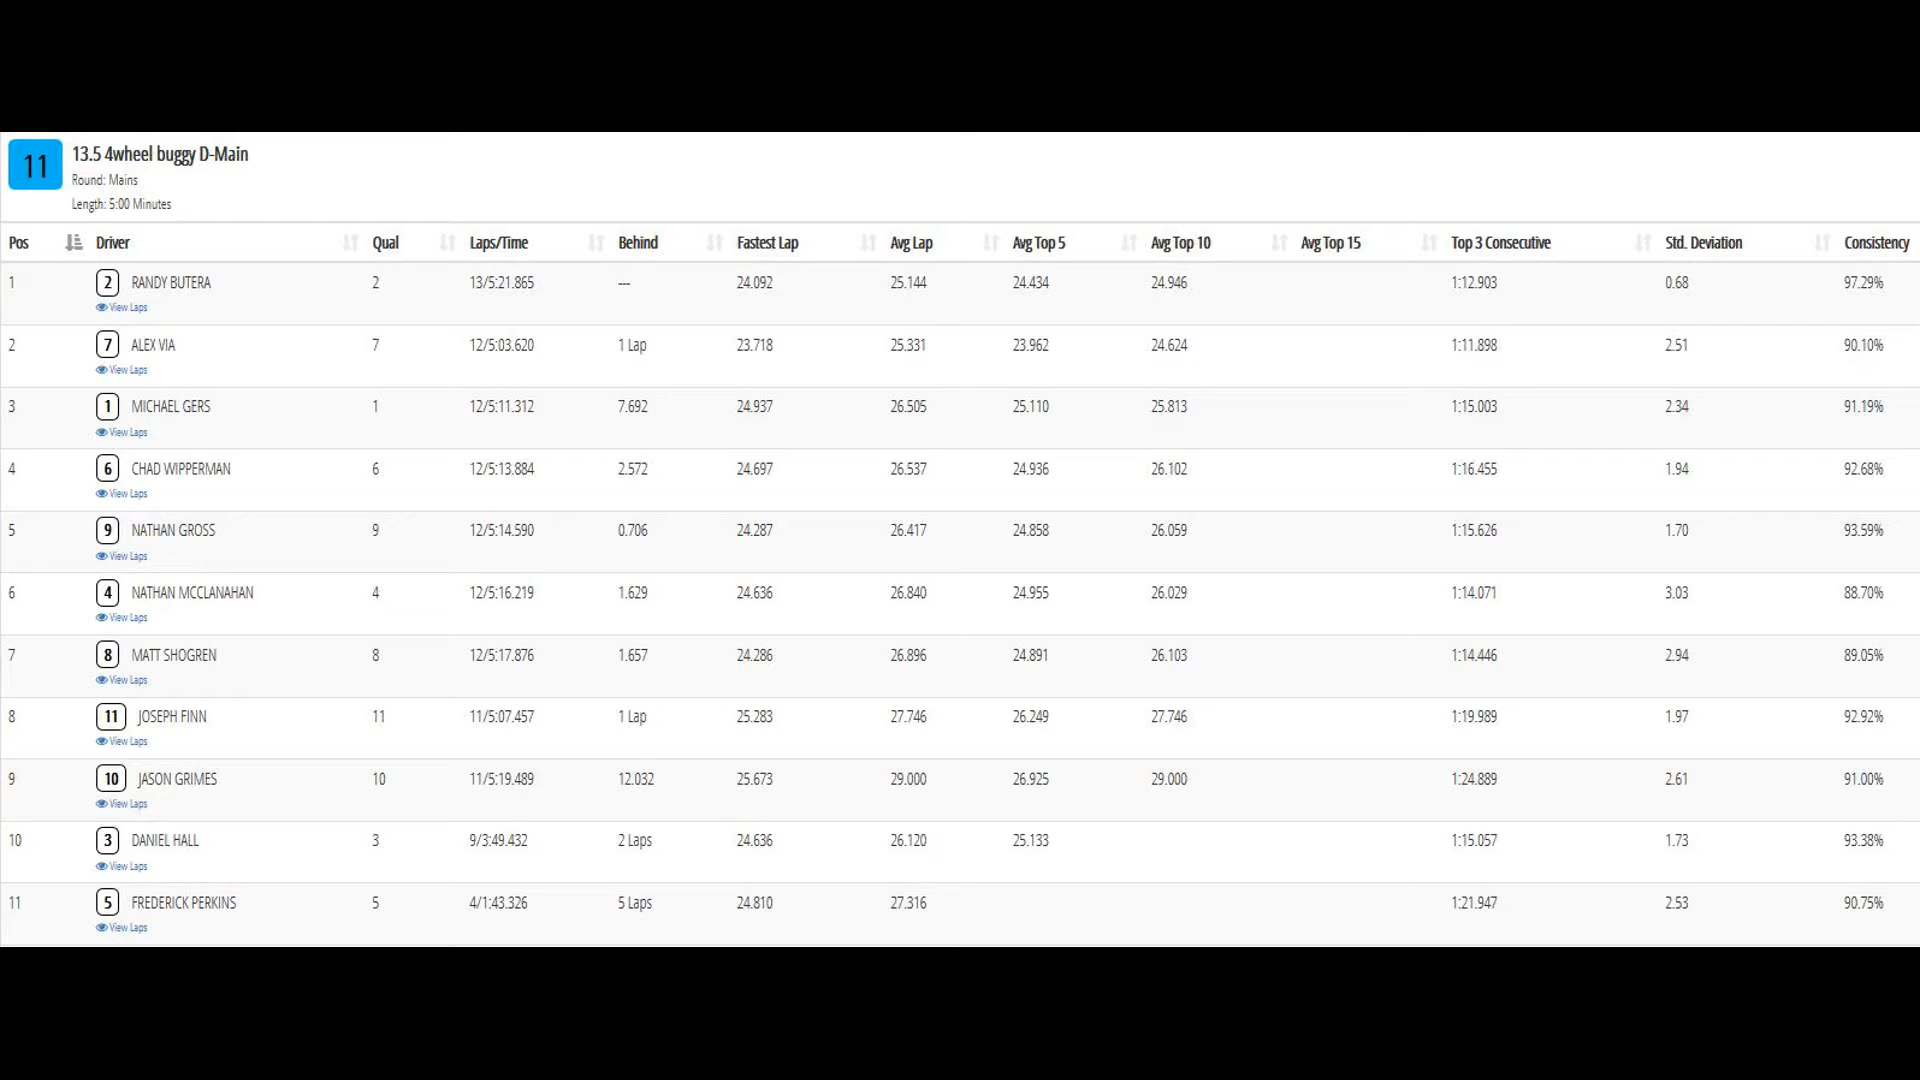 11
13.5 4wheel buggy D-Main
Round: Mains
Length: 5:00 Minutes
Pos Driver Qual Laps/Time Behind Fastest Lap Avg Lap Avg Top 5 Avg Top 10 Avg Top 15 Top 3 Consecutive Std. Deviation Consistency
1 2 RANDY BUTERA 2 13/5:21.865 --- 24.092 25.144 24.434 24.946 1:12.903 0.68 97.29%
View Laps
2 7 ALEX VIA 7 12/5:03.620 1 Lap 23.718 25.331 23.962 24.624 1:11.898 2.51 90.10%
View Laps
3 1 MICHAEL GERS 1 12/5:11.312 7.692 24.937 26.505 25.110 25.813 1:15.003 2.34 91.19%
View Laps
4 6 CHAD WIPPERMAN 6 12/5:13.884 2.572 24.697 26.537 24.936 26.102 1:16.455 1.94 92.68%
View Laps
5 9 NATHAN GROSS 9 12/5:14.590 0.706 24.287 26.417 24.858 26.059 1:15.626 1.70 93.59%
View Laps
6 4 NATHAN MCCLANAHAN 4 12/5:16.219 1.629 24.636 26.840 24.955 26.029 1:14.071 3.03 88.70%
View Laps
7 8 MATT SHOGREN 8 12/5:17.876 1.657 24.286 26.896 24.891 26.103 1:14.446 2.94 89.05%
View Laps
8 11 JOSEPH FINN 11 11/5:07.457 1 Lap 25.283 27.746 26.249 27.746 1:19.989 1.97 92.92%
View Laps
9 10 JASON GRIMES 10 11/5:19.489 12.032 25.673 29.000 26.925 29.000 1:24.889 2.61 91.00%
View Laps
10 3 DANIEL HALL 3 9/3:49.432 2 Laps 24.636 26.120 25.133 1:15.057 1.73 93.38%
View Laps
11 5 FREDERICK PERKINS 5 4/1:43.326 5 Laps 24.810 27.316 1:21.947 2.53 90.75%
View Laps